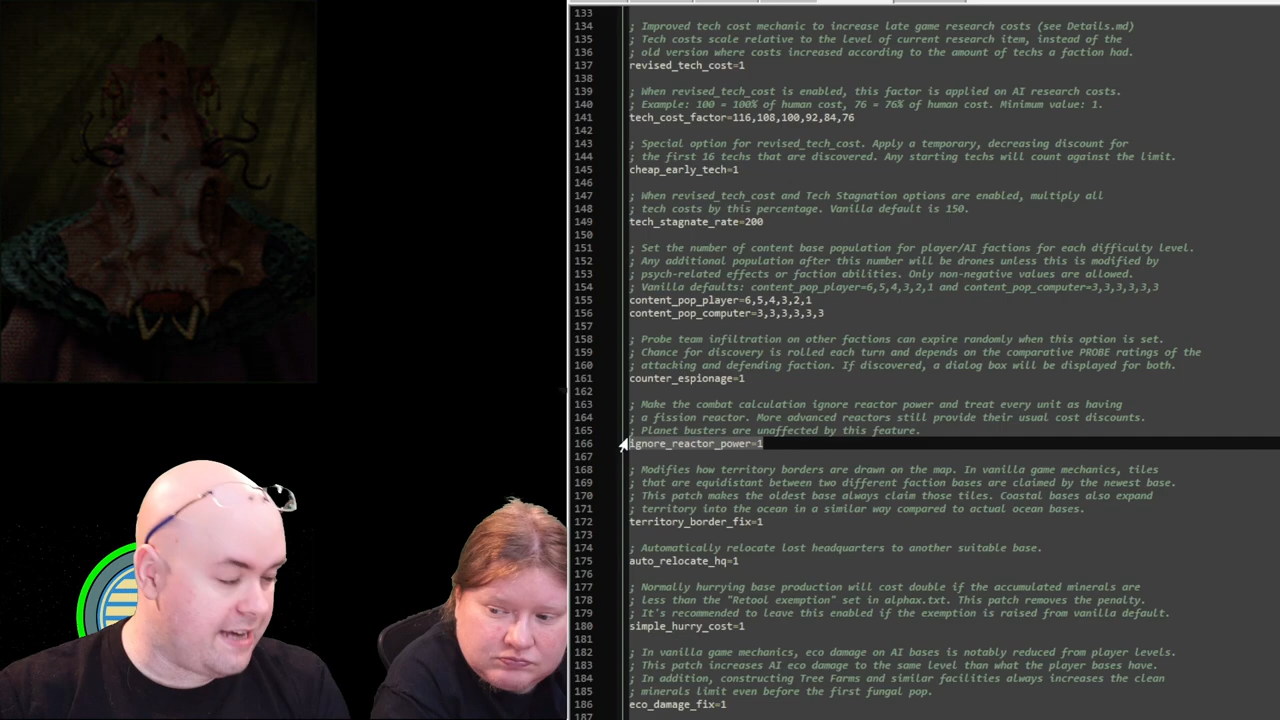 133
134 ; Improved tech cost mechanic to increase late game research costs (see Details.md)
135 ; Tech costs scale relative to the level of current research item, instead of the
136 ; old version where costs increased according to the amount of techs a faction had.
137 revised_tech_cost=1
138
139 ; When revised_tech_cost is enabled, this factor is applied on AI research costs.
140 ; Example: 100 = 100% of human cost, 76 = 76% of human cost. Minimum value: 1.
141 tech_cost_factor=116,108,100,92,84,76
142
143 ; Special option for revised_tech_cost. Apply a temporary, decreasing discount for
144 ; the first 16 techs that are discovered. Any starting techs will count against the limit.
145 cheap_early_tech=1
146
147 ; When revised_tech_cost and Tech Stagnation options are enabled, multiply all
148 ; tech costs by this percentage. Vanilla default is 150.
149 tech_stagnate_rate=200
150
151 ; Set the number of content base population for player/AI factions for each difficulty level.
152 ; Any additional population after this number will be drones unless this is modified by
153 ; psych-related effects or faction abilities. Only non-negative values are allowed.
154 ; Vanilla defaults: content_pop_player=6,5,4,3,2,1 and content_pop_computer=3,3,3,3,3,3
155 content_pop_player=6,5,4,3,2,1
156 content_pop_computer=3,3,3,3,3,3
157
158 ; Probe team infiltration on other factions can expire randomly when this option is set.
159 ; Chance for discovery is rolled each turn and depends on the comparative PROBE ratings of the
160 ; attacking and defending faction. If discovered, a dialog box will be displayed for both.
161 counter_espionage=1
162
163 ; Make the combat calculation ignore reactor power and treat every unit as having
164 ; a fission reactor. More advanced reactors still provide their usual cost discounts.
165 ; Planet busters are unaffected by this feature.
166 ignore_reactor_power=1
167
168 ; Modifies how territory borders are drawn on the map. In vanilla game mechanics, tiles
169 ; that are equidistant between two different faction bases are claimed by the newest base.
170 ; This patch makes the oldest base always claim those tiles. Coastal bases also expand
171 ; territory into the ocean in a similar way compared to actual ocean bases.
172 territory_border_fix=1
173
174 ; Automatically relocate lost headquarters to another suitable base.
175 auto_relocate_hq=1
176
177 ; Normally hurrying base production will cost double if the accumulated minerals are
178 ; less than the "Retool exemption" set in alphax.txt. This patch removes the penalty.
179 ; It's recommended to leave this enabled if the exemption is raised from vanilla default.
180 simple_hurry_cost=1
181
182 ; In vanilla game mechanics, eco damage on AI bases is notably reduced from player levels.
183 ; This patch increases AI eco damage to the same level than what the player bases have.
184 ; In addition, constructing Tree Farms and similar facilities always increases the clean
185 ; minerals limit even before the first fungal pop.
186 eco_damage_fix=1
187